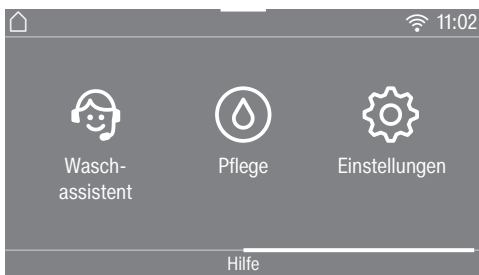 11:02
Wasch-
assistent
Pflege
Einstellungen
Hilfe